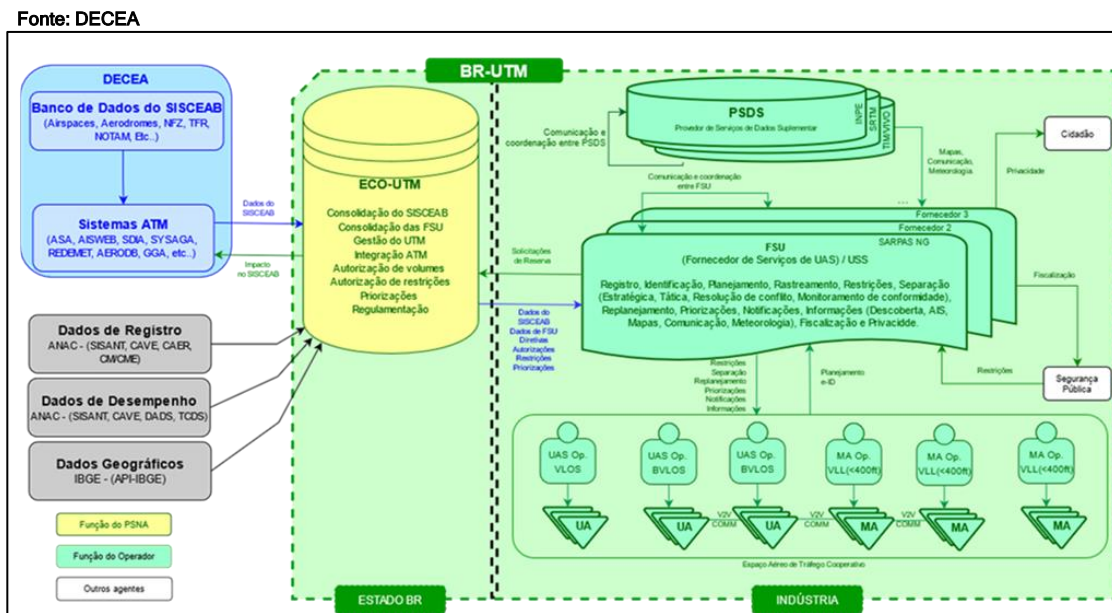 Fonte: DECEA
BR-UTM
DECEA
Banco de Dados do SISCEAB
(Airspaces, Aerodromes, NFZ, TFR,
NOTAM, Etc...)
Sistemas ATM
(ASA, AISWEB, SDIA, SYSAGA,
REDEMET, AERODB, GGA, etc...)
Dados do
SISCEAB
Impacto
no SISCEAB
Dados de Registro
ANAC - (SISANT, CAVE, CAER,
CM/CME)
Dados de Desempenho
ANAC - (SISANT, CAVE, DADS, TCDS)
Dados Geográficos
IBGE - (API-IBGE)
Função do PSNA
Função do Operador
Outros agentes
ECO-UTM
Consolidação do SISCEAB
Consolidação das FSU
Gestão do UTM
Integração ATM
Autorização de volumes
Autorização de restrições
Priorizações
Regulamentação
Solicitações
de Reserva
Dados do
SISCEAB
Dados de FSU
Diretivas
Autorizações
Restrições
Priorizações
ESTADO BR
Comunicação e
coordenação entre PSDS
PSDS
Provedor de Serviços de Dados Suplementar
INPE
SRTM
TIM/VIVO
Mapas,
Comunicação,
Meteorologia.
Privacidade
Cidadão
Comunicação e coordenação
entre FSU
...
Fornecedor 3
Fornecedor 2
SARPAS NG
FSU
(Fornecedor de Serviços de UAS) / USS
Registro, Identificação, Planejamento, Rastreamento, Restrições, Separação
(Estratégica, Tática, Resolução de conflito, Monitoramento de conformidade),
Replanejamento, Priorizações, Notificações, Informações (Descoberta, AIS,
Mapas, Comunicação, Meteorologia), Fiscalização e Privacidde.
Fiscalização
Restrições
Segurança
Pública
Restrições
Separação
Replanejamento
Priorizações
Notificações
Informações
Planejamento
e-ID
UAS Op.
VLOS
UAS Op.
BVLOS
UAS Op.
BVLOS
MA Op.
VLL(<400ft)
MA Op.
VLL(<400ft)
MA Op.
VLL(<400ft)
UA
UA
V2V
COMM
UA
V2V
COMM
MA
V2V
COMM
MA
MA
Espaço Aéreo de Tráfego Cooperativo
INDÚSTRIA